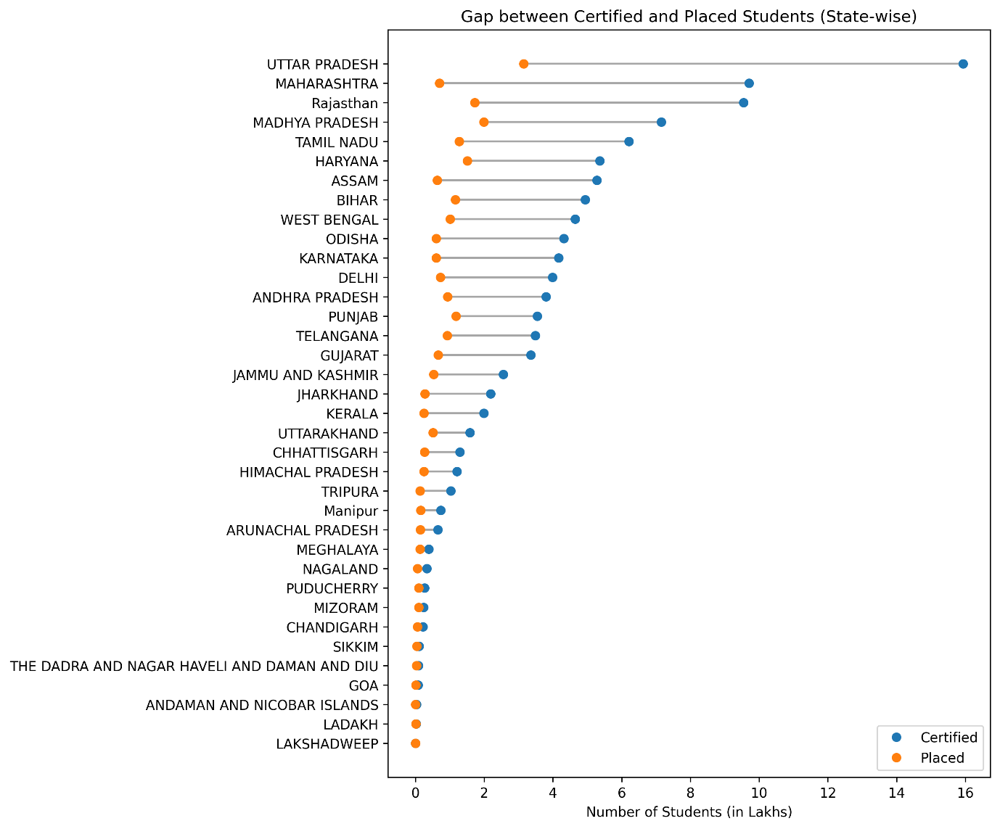 Gap between Certified and Placed Students (State-wise)
UTTAR PRADESH
MAHARASHTRA
Rajasthan
MADHYA PRADESH
TAMIL NADU
HARYANA
ASSAM
BIHAR
WEST BENGAL
ODISHA
KARNATAKA
DELHI
ANDHRA PRADESH
PUNJAB
TELANGANA
GUJARAT
JAMMU AND KASHMIR
JHARKHAND
KERALA
UTTARAKHAND
CHHATTISGARH
HIMACHAL PRADESH
TRIPURA
Manipur
ARUNACHAL PRADESH
MEGHALAYA
NAGALAND
PUDUCHERRY
MIZORAM
CHANDIGARH
SIKKIM
THE DADRA AND NAGAR HAVELI AND DAMAN AND DIU
GOA
ANDAMAN AND NICOBAR ISLANDS
LADAKH
LAKSHADWEEP
Certified
Placed
0 2 4 6 8 10 12 14 16
Number of Students (in Lakhs)